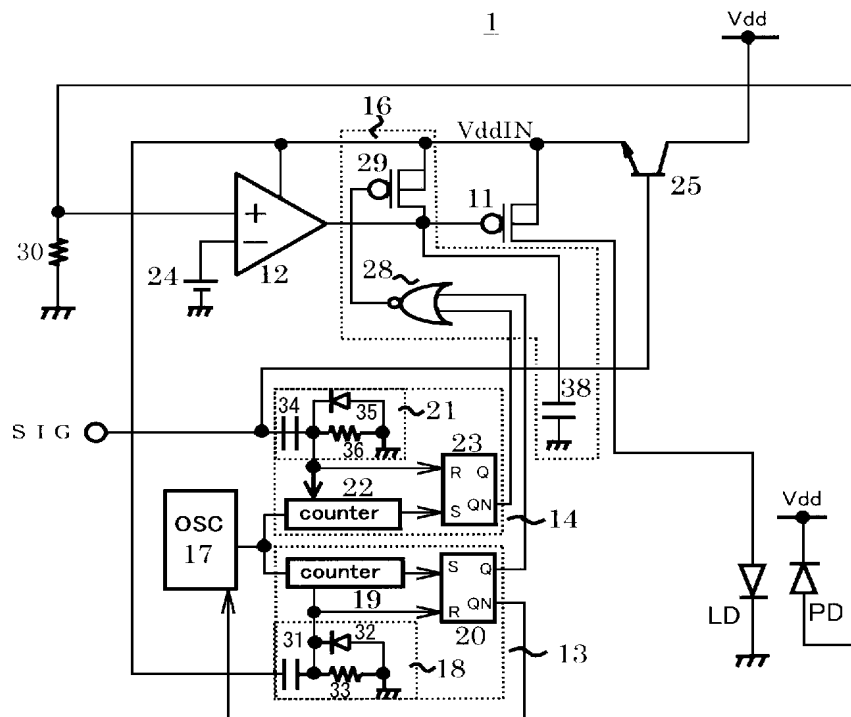 1
Vdd
16
VddIN
29
11
25
+
−
30
24
12
28
38
34
35
21
36
23
S I G
R Q
22
S QN
counter
14
OSC
17
S Q
counter
19
R QN
20
Vdd
LD
PD
31
32
18
13
33